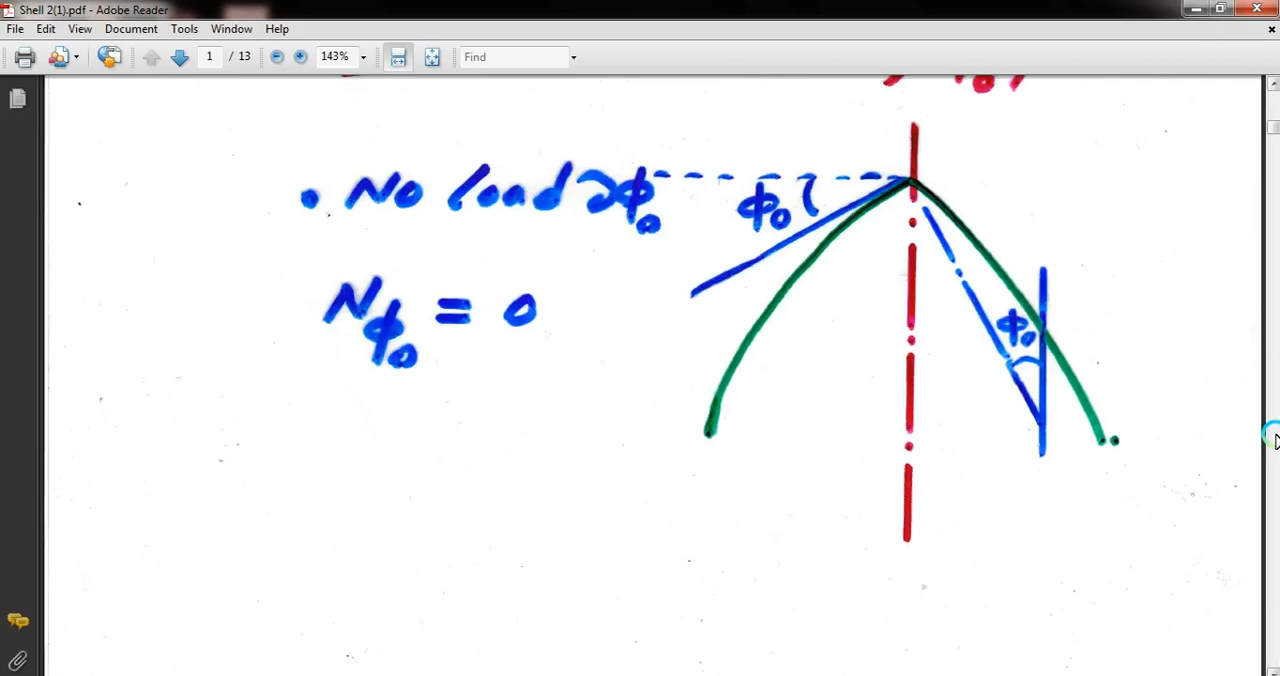 Shell 2(1).pdf - Adobe Reader
File Edit View Document Tools Window Help
1 / 13 143% Find
• No load ϕ₀
ϕ₀
Nϕ₀ = 0
ϕ₀